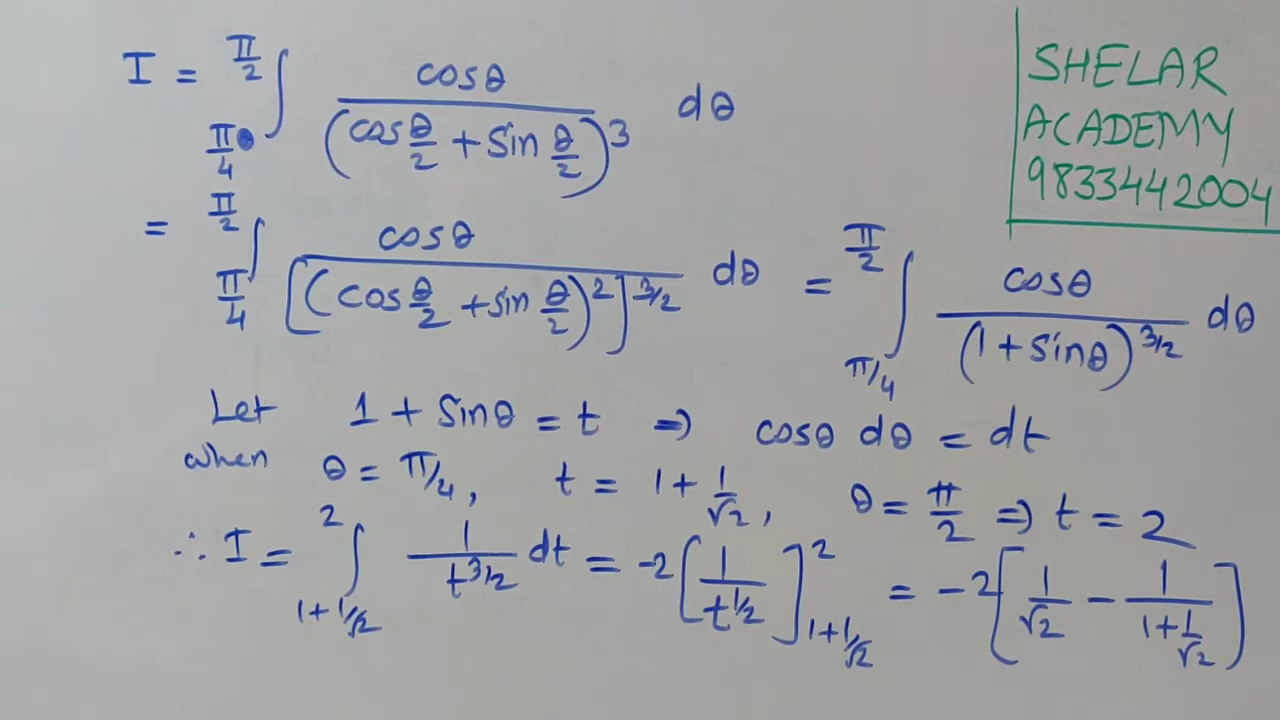 I = ∫_{π/4}^{π/2} cosθ / (cos θ/2 + sin θ/2)^3 dθ
SHELAR
ACADEMY
9833442004
= ∫_{π/4}^{π/2} cosθ / [(cos θ/2 + sin θ/2)^2]^{3/2} dθ = ∫_{π/4}^{π/2} cosθ / (1 + sinθ)^{3/2} dθ
Let 1 + sinθ = t ⇒ cosθ dθ = dt
when θ = π/4, t = 1 + 1/√2, θ = π/2 ⇒ t = 2
∴ I = ∫_{1+1/√2}^{2} 1/t^{3/2} dt = -2[1/t^{1/2}]_{1+1/√2}^{2} = -2[1/√2 - 1/(1+1/√2)]